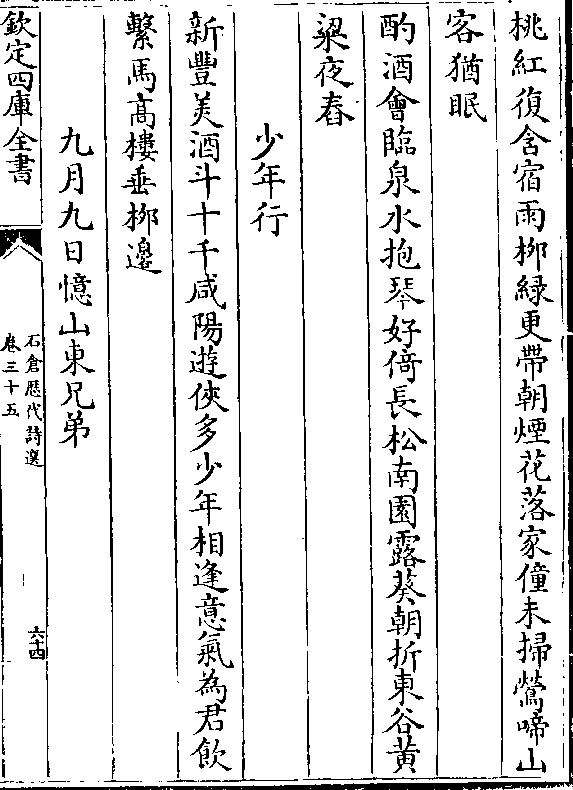 桃紅復含宿雨栁緑更帶朝煙花落家僮未掃鶯啼山
客猶眠
酌酒會臨泉水抱琴好倚長松南園露葵朝折東谷黄
粱夜舂
少年行
新豐美酒斗十千咸陽遊俠多少年相逢意氣為君飲
繫馬髙樓垂栁邊
九月九日憶山東兄弟
欽定四庫全書
石倉歴代詩選
卷三十五
六十四